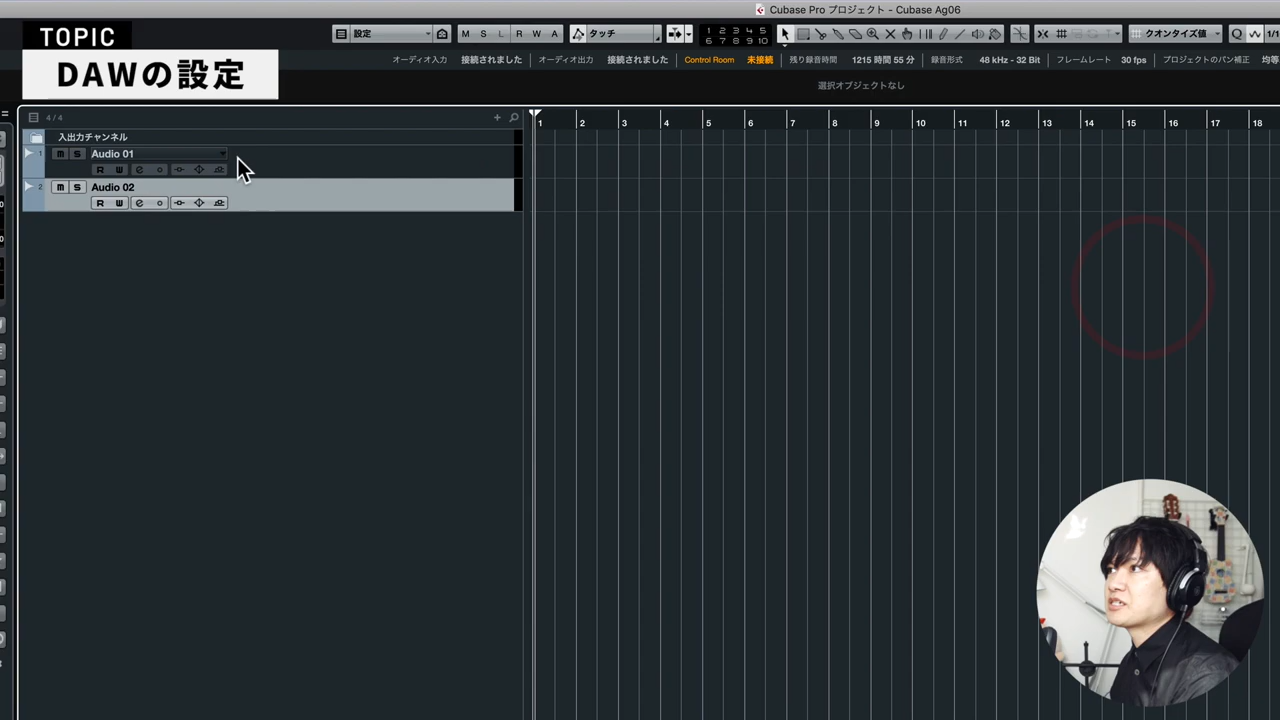 Cubase Pro プロジェクト - Cubase Ag06
TOPIC
DAWの設定
設定
M S L R W A
タッチ
1 2 3 4 5
6 7 8 9 10
クオンタイズ値
Q
1/1
オーディオ入力 接続されました オーディオ出力 接続されました Control Room 未接続 残り録音時間 1215 時間 55 分 録音形式 48 kHz - 32 Bit フレームレート 30 fps プロジェクトのパン補正 均等
選択オブジェクトなし
4 / 4
1 2 3 4 5 6 7 8 9 10 11 12 13 14 15 16 17 18
入出力チャンネル
1 m S Audio 01
R W e
2 m S Audio 02
R W e